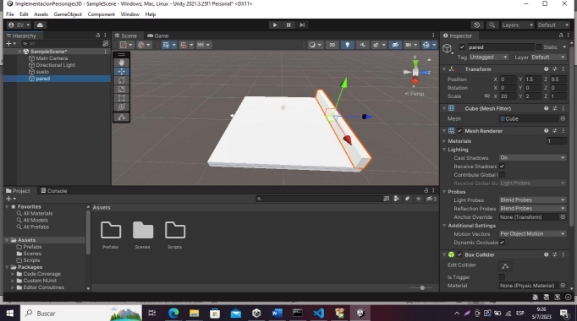 ImplementacionPersonajes3D - SampleScene - Windows, Mac, Linux - Unity 2021.3.23f1 Personal* <DX11>
File Edit Assets GameObject Component Window Help
EV
Layers Default
Hierarchy
All
SampleScene*
Main Camera
Directional Light
suelo
pared
Scene Game
2D
Persp
Inspector
pared Static
Tag Untagged Layer Default
Transform
Position X 0 Y 1.5 Z 9.5
Rotation X 0 Y 0 Z 0
Scale X 20 Y 2 Z 1
Cube (Mesh Filter)
Mesh Cube
Mesh Renderer
Materials 1
Lighting
Cast Shadows On
Receive Shadows
Contribute Global I
Receive Global Illu Light Probes
Probes
Light Probes Blend Probes
Reflection Probes Blend Probes
Anchor Override None (Transform)
Additional Settings
Motion Vectors Per Object Motion
Dynamic Occlusion
Box Collider
Edit Collider
Is Trigger
Material None (Physic Material)
Project Console
Favorites
All Materials
All Models
All Prefabs
Assets
Prefabs
Scenes
Scripts
Packages
Code Coverage
Custom NUnit
Editor Coroutines
Assets
Prefabs Scenes Scripts
Buscar
ESP
9:26
5/7/2023